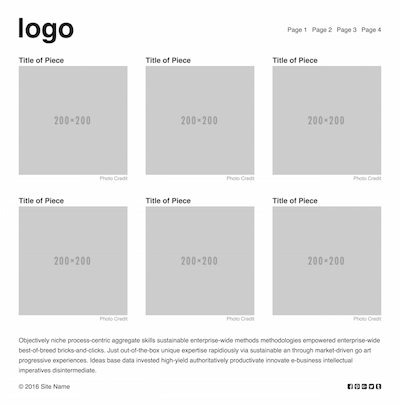 logo
Page 1 Page 2 Page 3 Page 4
Title of Piece Title of Piece Title of Piece
200×200 200×200 200×200
Photo Credit Photo Credit Photo Credit
Title of Piece Title of Piece Title of Piece
200×200 200×200 200×200
Photo Credit Photo Credit Photo Credit
Objectively niche process-centric aggregate skills sustainable enterprise-wide methods methodologies empowered enterprise-wide
best-of-breed bricks-and-clicks. Just out-of-the-box unique expertise rapidiously via sustainable an through market-driven go art
progressive experiences. Ideas base data invested high-yield authoritatively productivate innovate e-business intellectual
imperatives disintermediate.
© 2016 Site Name